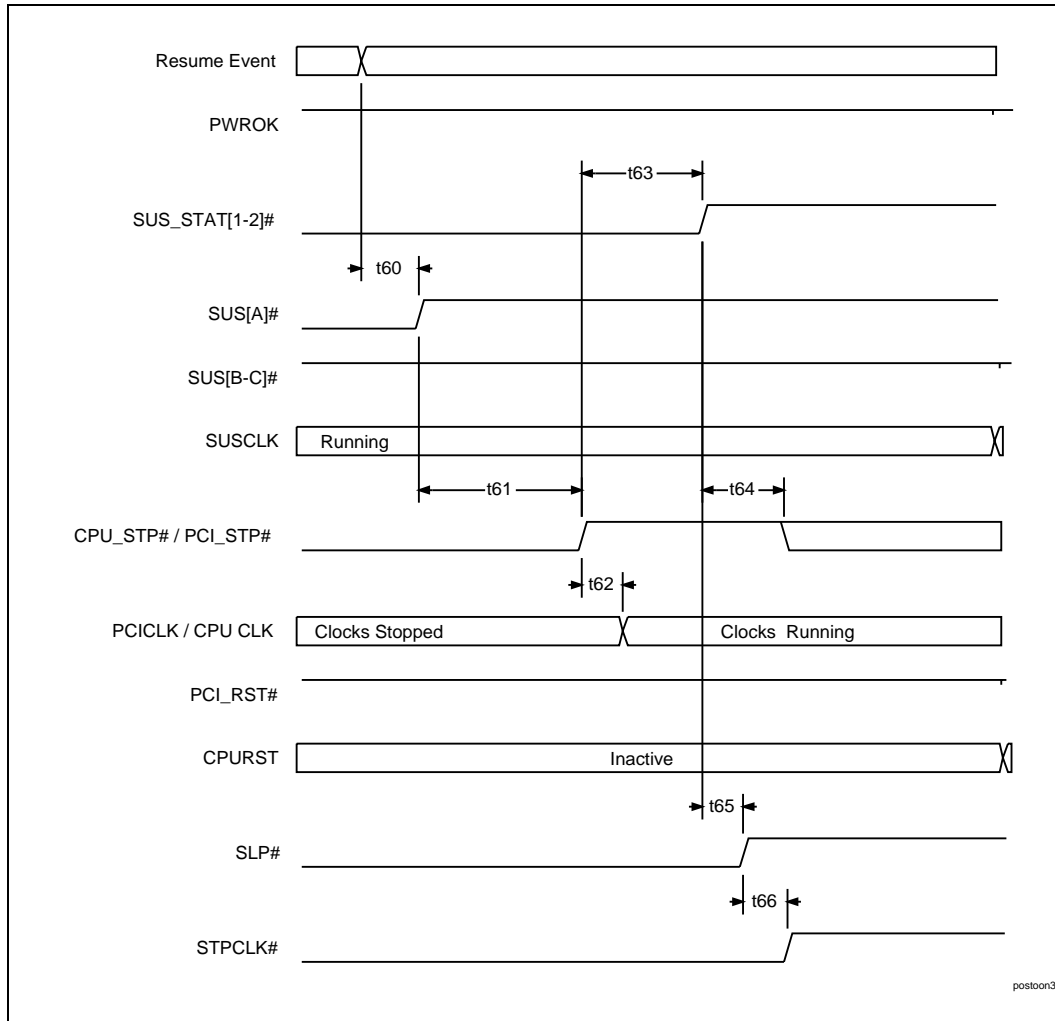 Resume Event
PWROK
t63
SUS_STAT[1-2]#
t60
SUS[A]#
SUS[B-C]#
SUSCLK
Running
t61
t64
CPU_STP# / PCI_STP#
t62
PCICLK / CPU CLK
Clocks Stopped
Clocks Running
PCI_RST#
CPURST
Inactive
t65
SLP#
t66
STPCLK#
postoon3